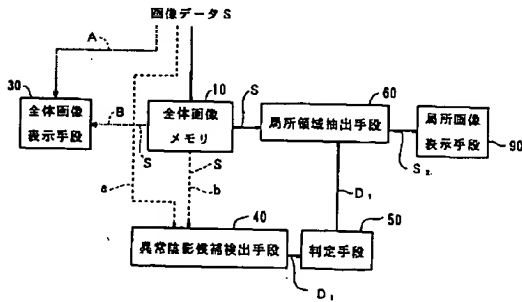 画像データS
A
30
全体画像
表示手段
B
S
10
全体画像
メモリ
S
60
局所領域抽出手段
S₂
局所画像
表示手段
90
a
S
b
D₁
40
異常陰影候補検出手段
50
判定手段
D₁